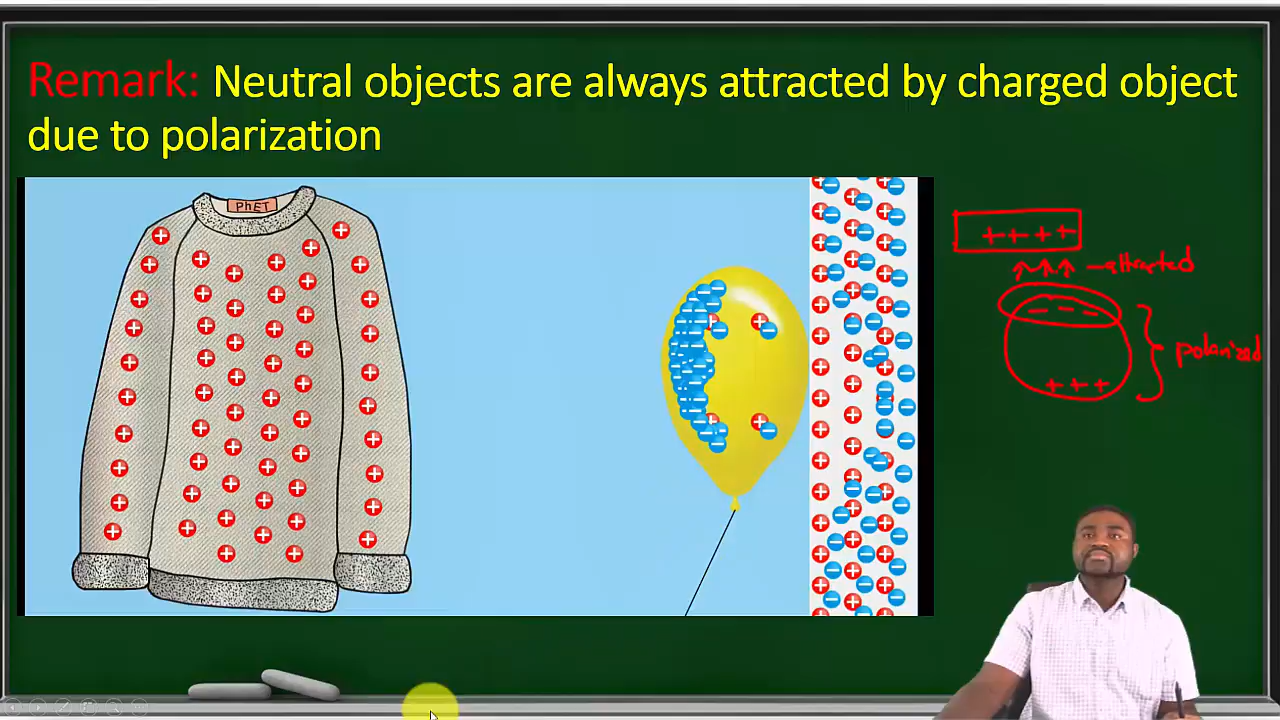 Remark: Neutral objects are always attracted by charged object
due to polarization
PhET
++++
attracted
- - -
polarized
+++